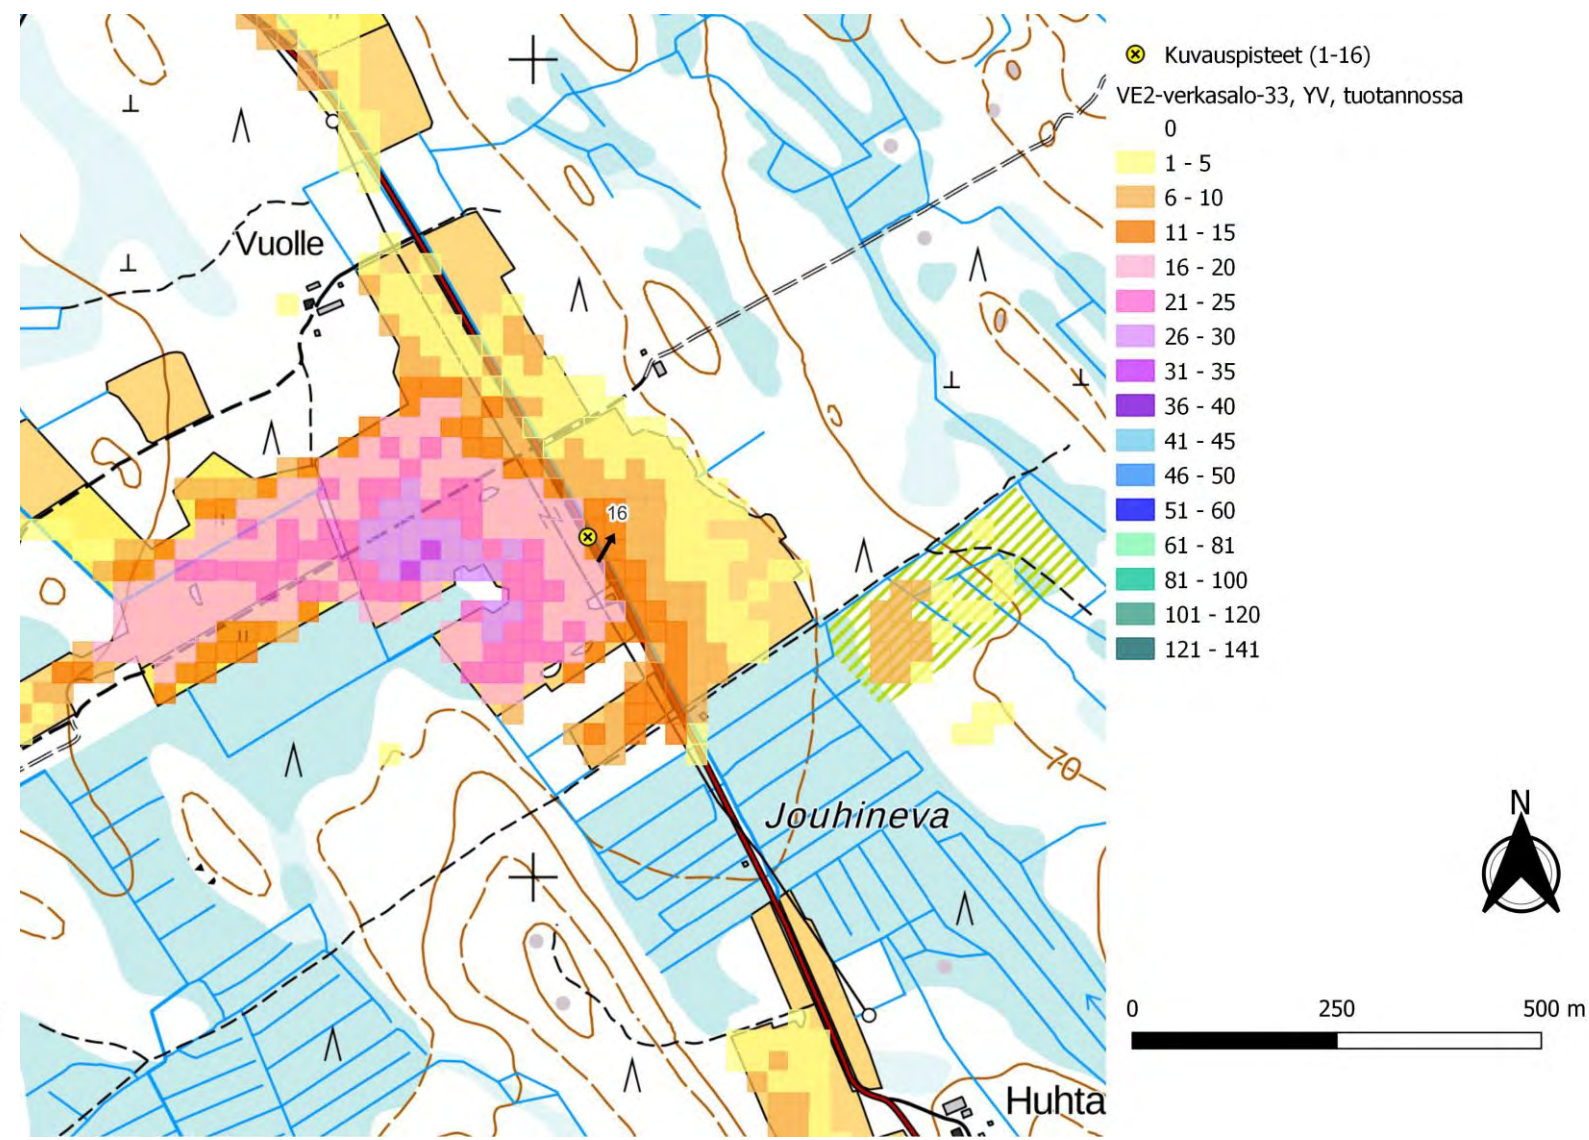 Kuvauspisteet (1-16)
VE2-verkasalo-33, YV, tuotannossa
0
1 - 5
6 - 10
11 - 15
16 - 20
21 - 25
26 - 30
31 - 35
36 - 40
41 - 45
46 - 50
51 - 60
61 - 81
81 - 100
101 - 120
121 - 141
Vuolle
16
70
Jouhineva
Huhta
N
0 250 500 m